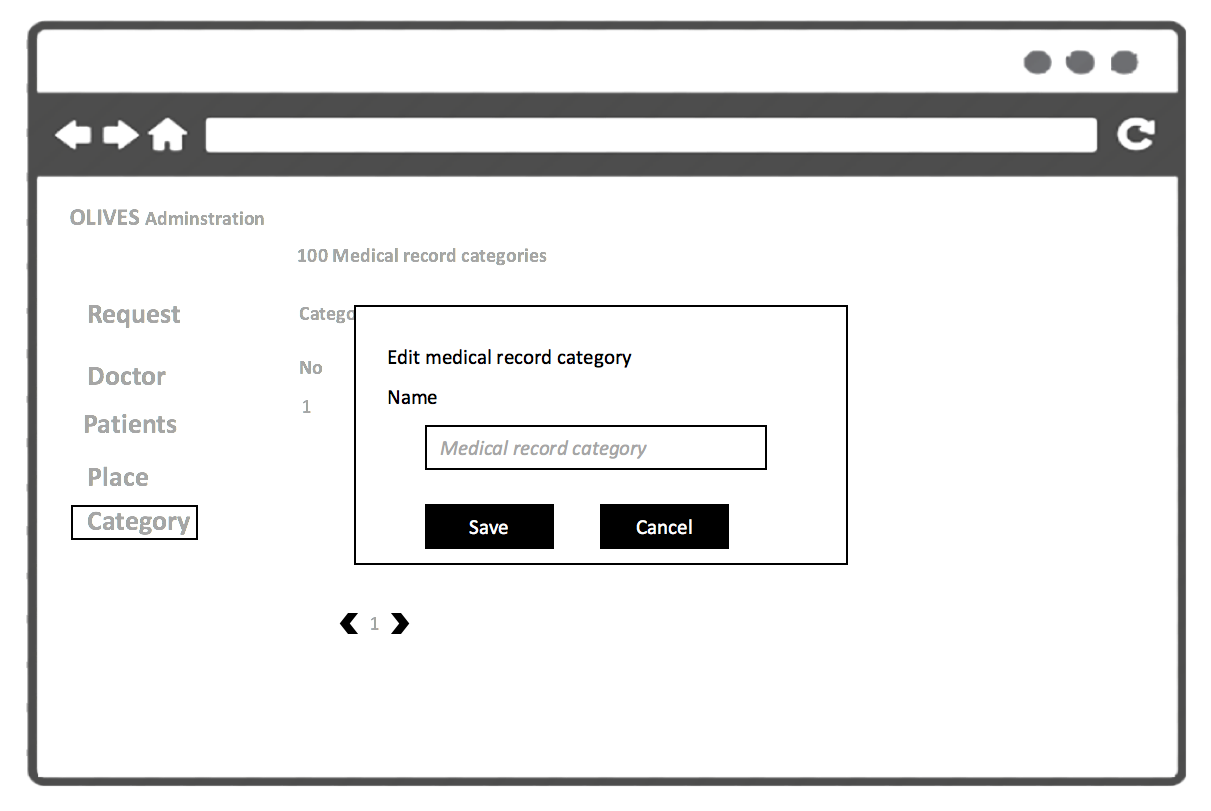 OLIVES Adminstration
100 Medical record categories
Request
Doctor
Patients
Place
Category
Catego
No
1
Edit medical record category
Name
Medical record category
Save Cancel
1